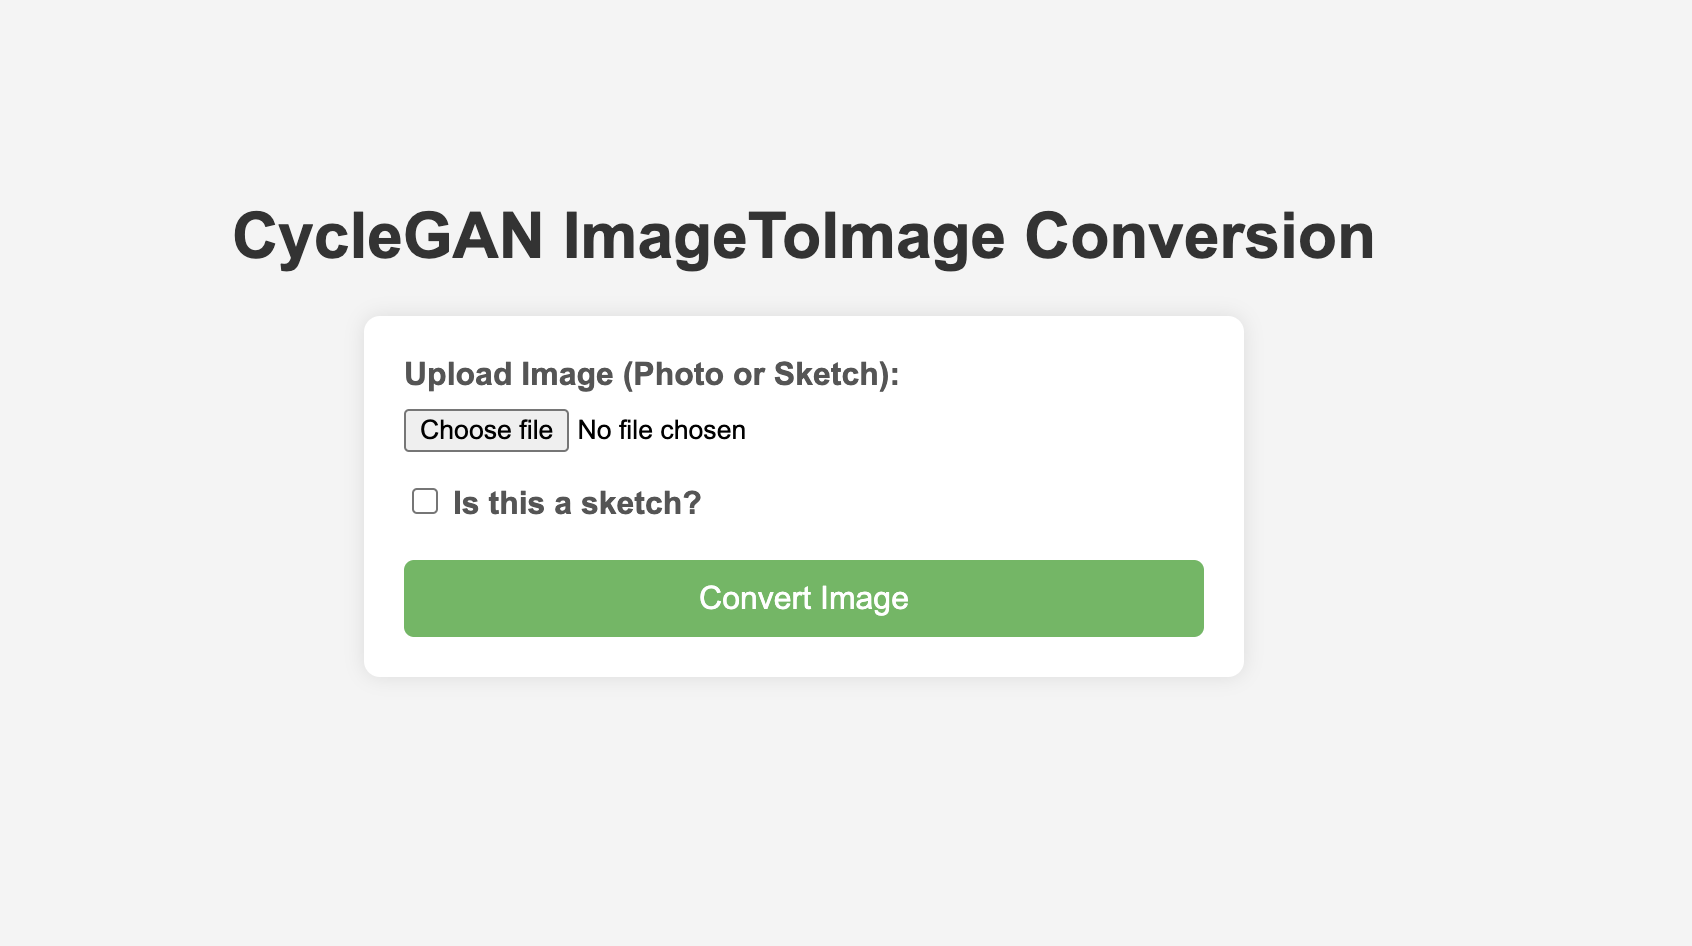 CycleGAN ImageToImage Conversion
Upload Image (Photo or Sketch):
Choose file No file chosen
Is this a sketch?
Convert Image